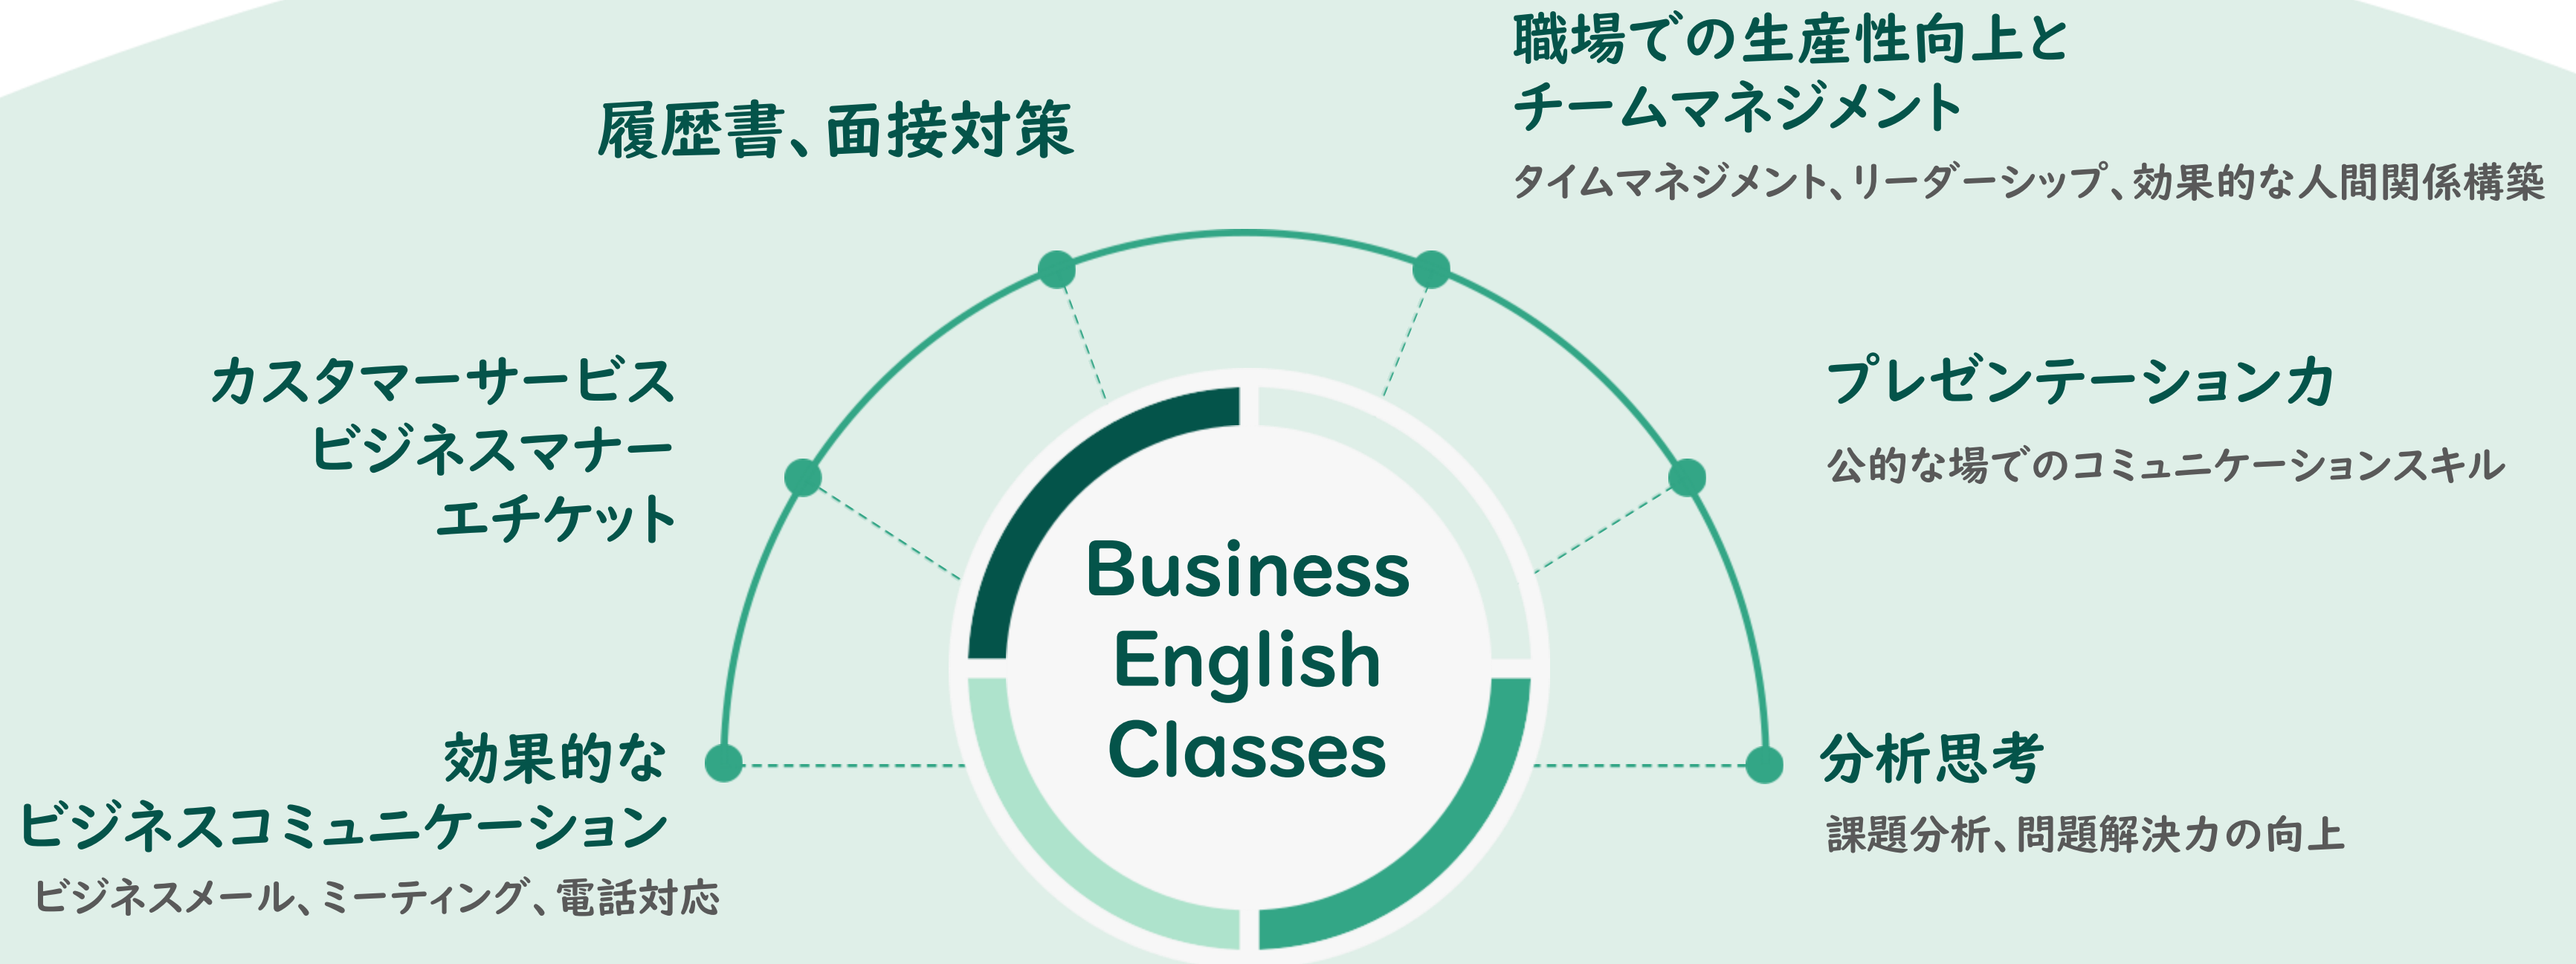 職場での生産性向上と
チームマネジメント
タイムマネジメント、リーダーシップ、効果的な人間関係構築
履歴書、面接対策
カスタマーサービス
ビジネスマナー
エチケット
プレゼンテーション力
公的な場でのコミュニケーションスキル
Business
English
Classes
効果的な
ビジネスコミュニケーション
ビジネスメール、ミーティング、電話対応
分析思考
課題分析、問題解決力の向上